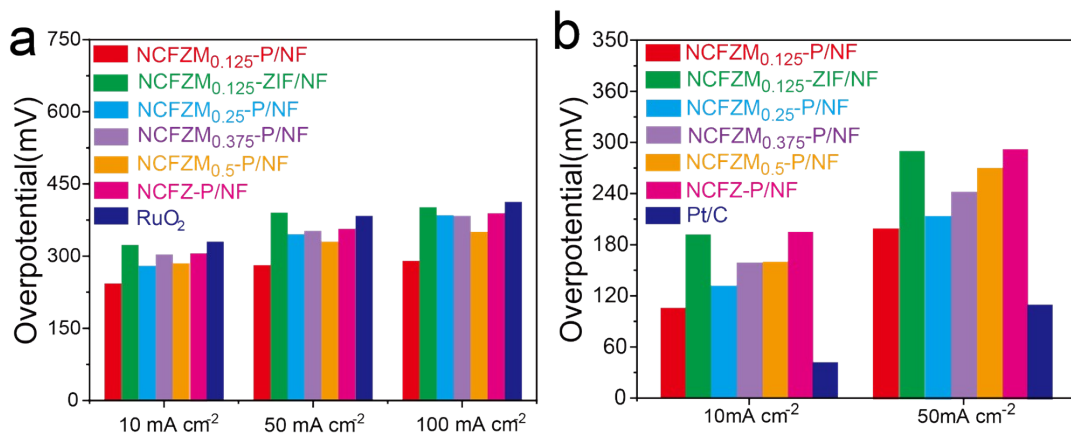 a
Overpotential(mV)
750
600
450
300
150
0
NCFZM0.125-P/NF
NCFZM0.125-ZIF/NF
NCFZM0.25-P/NF
NCFZM0.375-P/NF
NCFZM0.5-P/NF
NCFZ-P/NF
RuO2
10 mA cm-2
50 mA cm-2
100 mA cm-2
b
Overpotential(mV)
350
360
300
240
180
120
60
0
NCFZM0.125-P/NF
NCFZM0.125-ZIF/NF
NCFZM0.25-P/NF
NCFZM0.375-P/NF
NCFZM0.5-P/NF
NCFZ-P/NF
Pt/C
10mA cm-2
50mA cm-2